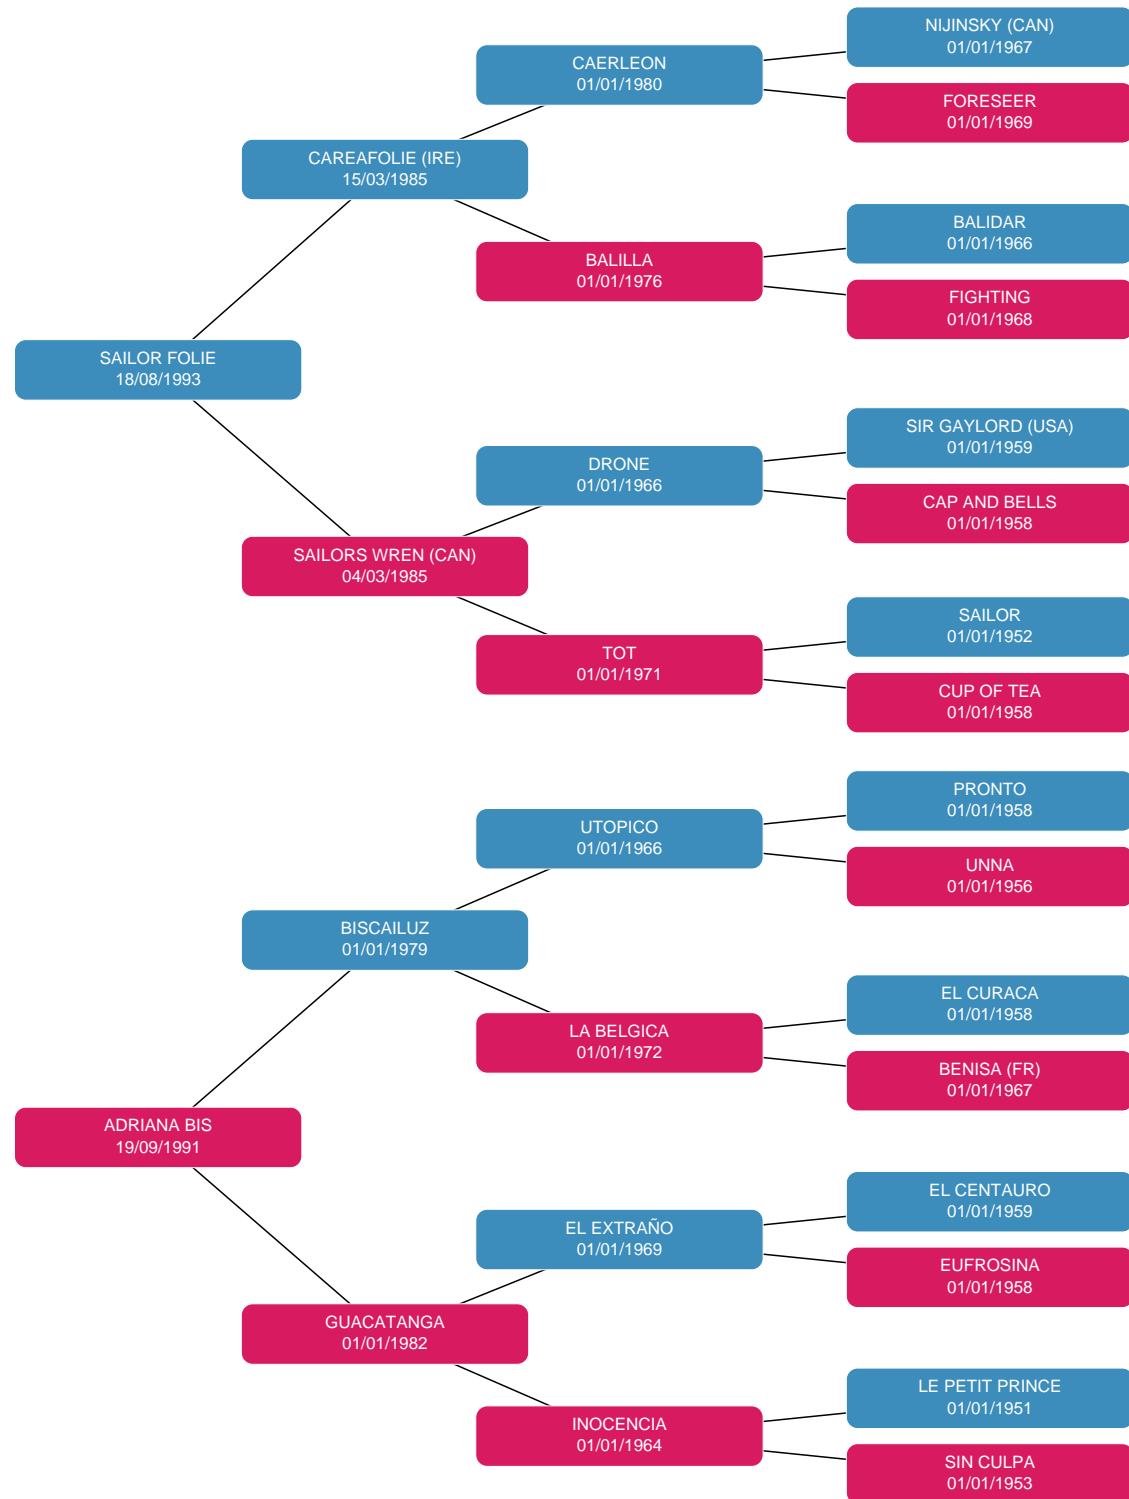 NIJINSKY (CAN)
01/01/1967
CAERLEON
01/01/1980
FORESEER
01/01/1969
CAREAFOLIE (IRE)
15/03/1985
BALIDAR
01/01/1966
BALILLA
01/01/1976
FIGHTING
01/01/1968
SAILOR FOLIE
18/08/1993
SIR GAYLORD (USA)
01/01/1959
DRONE
01/01/1966
CAP AND BELLS
01/01/1958
SAILORS WREN (CAN)
04/03/1985
SAILOR
01/01/1952
TOT
01/01/1971
CUP OF TEA
01/01/1958
PRONTO
01/01/1958
UTOPICO
01/01/1966
UNNA
01/01/1956
BISCAILUZ
01/01/1979
EL CURACA
01/01/1958
LA BELGICA
01/01/1972
BENISA (FR)
01/01/1967
ADRIANA BIS
19/09/1991
EL CENTAURO
01/01/1959
EL EXTRAÑO
01/01/1969
EUFROSINA
01/01/1958
GUACATANGA
01/01/1982
LE PETIT PRINCE
01/01/1951
INOCENCIA
01/01/1964
SIN CULPA
01/01/1953